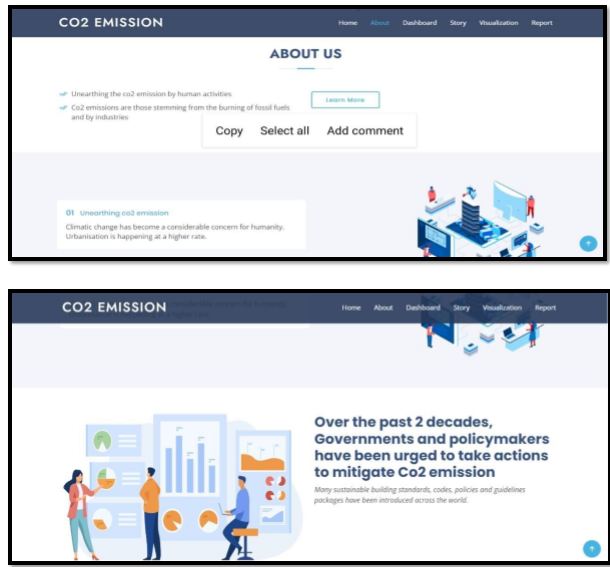 CO2 EMISSION
Home About Dashboard Story Visualization Report
ABOUT US
Unearthing the co2 emission by human activities
Co2 emissions are those stemming from the burning of fossil fuels
and by industries
Learn More
Copy Select all Add comment
01 Unearthing co2 emission
Climatic change has become a considerable concern for humanity.
Urbanisation is happening at a higher rate.
CO2 EMISSION
Home About Dashboard Story Visualization Report
Over the past 2 decades,
Governments and policymakers
have been urged to take actions
to mitigate Co2 emission
Many sustainable building standards, codes, policies and guidelines
packages have been introduced across the world.